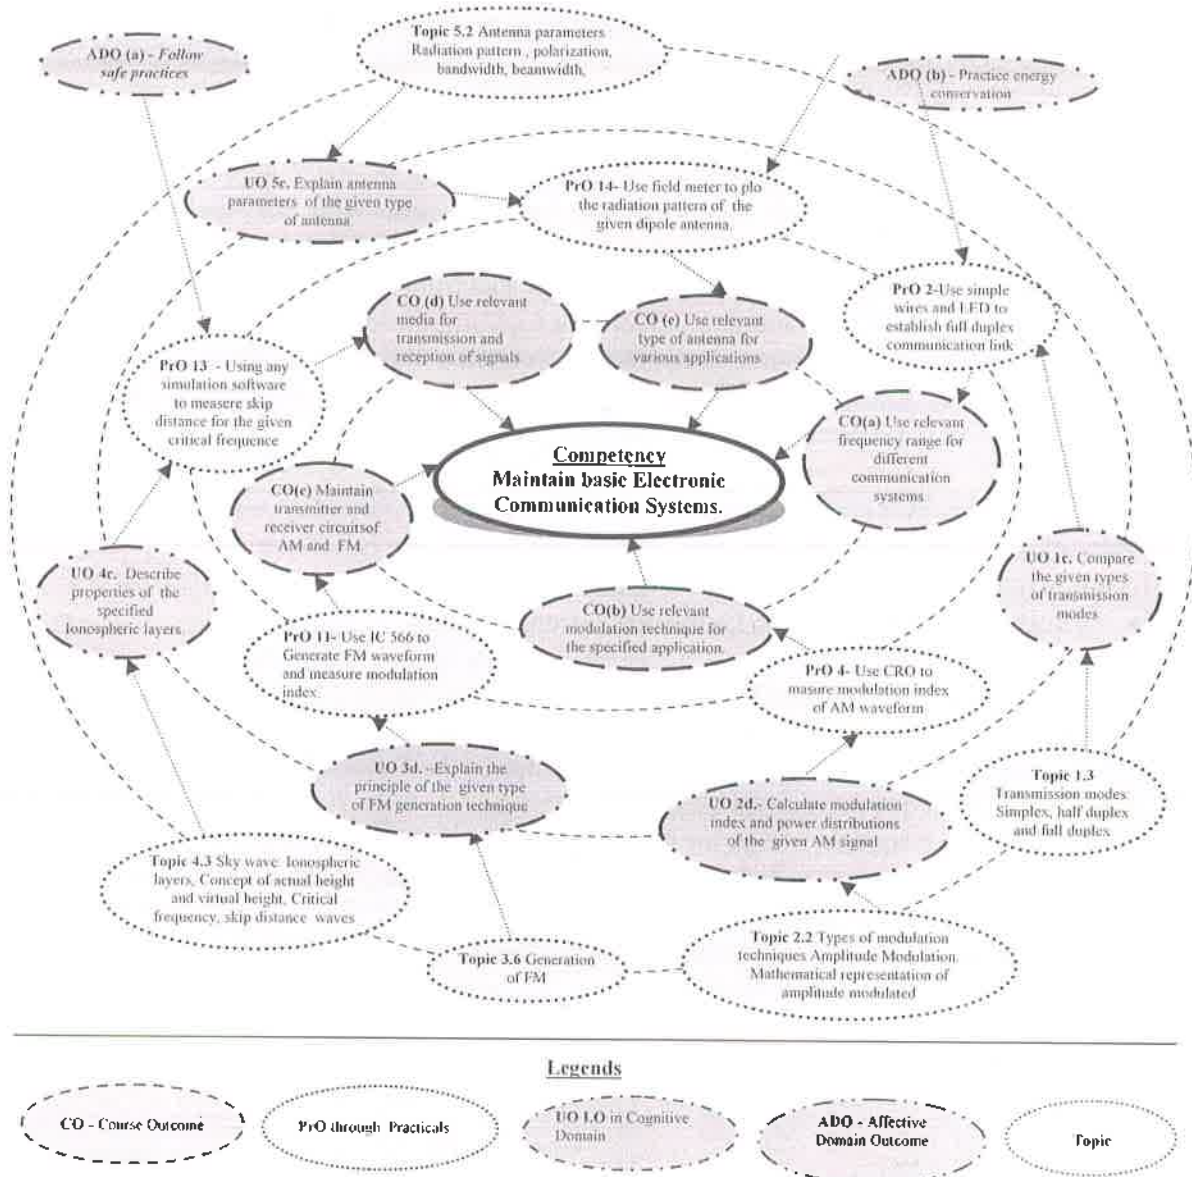 Topic 5.2 Antenna parameters
Radiation pattern , polarization,
bandwidth, beamwidth,
ADO (a) - Follow
safe practices
ADO (b) - Practice energy
conservation
UO 5c. Explain antenna
parameters of the given type
of antenna.
PrO 14- Use field meter to plo
the radiation pattern of the
given dipole antenna.
PrO 2-Use simple
wires and LED to
establish full duplex
communication link
CO (d) Use relevant
media for
transmission and
reception of signals
CO (e) Use relevant
type of antenna for
various applications
PrO 13 - Using any
simulation software
to measere skip
distance for the given
critical frequence
CO(a) Use relevant
frequency range for
different
communication
systems.
Competency
Maintain basic Electronic
Communication Systems.
CO(c) Maintain
transmitter and
receiver circuitsof
AM and FM
UO 4c. Describe
properties of the
specified
Ionospheric layers.
UO 1c. Compare
the given types
of transmission
modes
CO(b) Use relevant
modulation technique for
the specified application.
PrO 11- Use IC 566 to
Generate FM waveform
and measure modulation
index.
PrO 4- Use CRO to
masure modulation index
of AM waveform
UO 3d. -Explain the
principle of the given type
of FM generation technique
UO 2d.- Calculate modulation
index and power distributions
of the given AM signal
Topic 1.3
Transmission modes
Simplex, half duplex
and full duplex
Topic 4.3 Sky wave Ionospheric
layers, Concept of actual height
and virtual height, Critical
frequency, skip distance waves
Topic 3.6 Generation
of FM
Topic 2.2 Types of modulation
techniques Amplitude Modulation.
Mathematical representation of
amplitude modulated
Legends
CO - Course Outcome
PrO through Practicals
UO LO in Cognitive
Domain
ADO - Affective
Domain Outcome
Topic